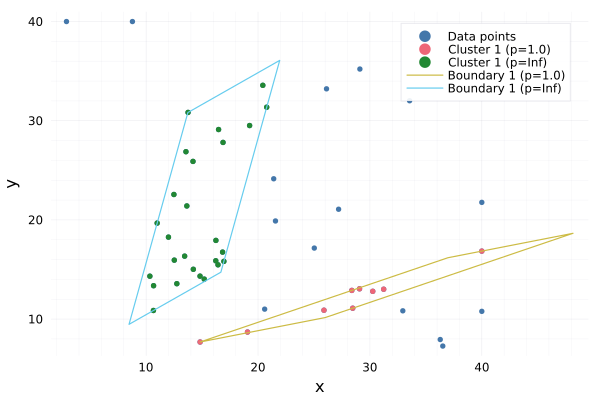 40
30
20
10
10
20
30
40
x
y
Data points
Cluster 1 (p=1.0)
Cluster 1 (p=Inf)
Boundary 1 (p=1.0)
Boundary 1 (p=Inf)